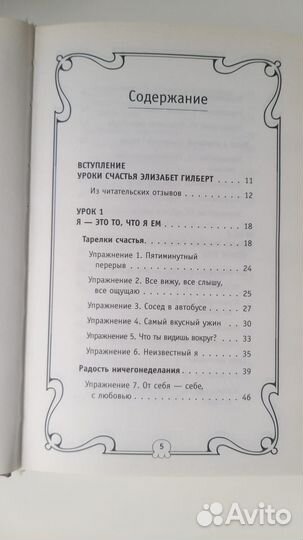 Содержание
ВСТУПЛЕНИЕ
УРОКИ СЧАСТЬЯ ЭЛИЗАБЕТ ГИЛБЕРТ . . . . 11
Из читательских отзывов . . . . . . . . 12
УРОК 1
Я — ЭТО ТО, ЧТО Я ЕМ . . . . . . . . . . 18
Тарелки счастья. . . . . . . . . . . . . 18
Упражнение 1. Пятиминутный
перерыв . . . . . . . . . . . . . 24
Упражнение 2. Все вижу, все слышу,
все ощущаю . . . . . . . . . . . 25
Упражнение 3. Сосед в автобусе . . . . 27
Упражнение 4. Самый вкусный ужин . . 30
Упражнение 5. Что ты видишь вокруг? . . 33
Упражнение 6. Неизвестный я . . . . . 35
Радость ничегонеделания . . . . . . . . 39
Упражнение 7. От себя — себе,
с любовью . . . . . . . . . . . . 46
5
Avito